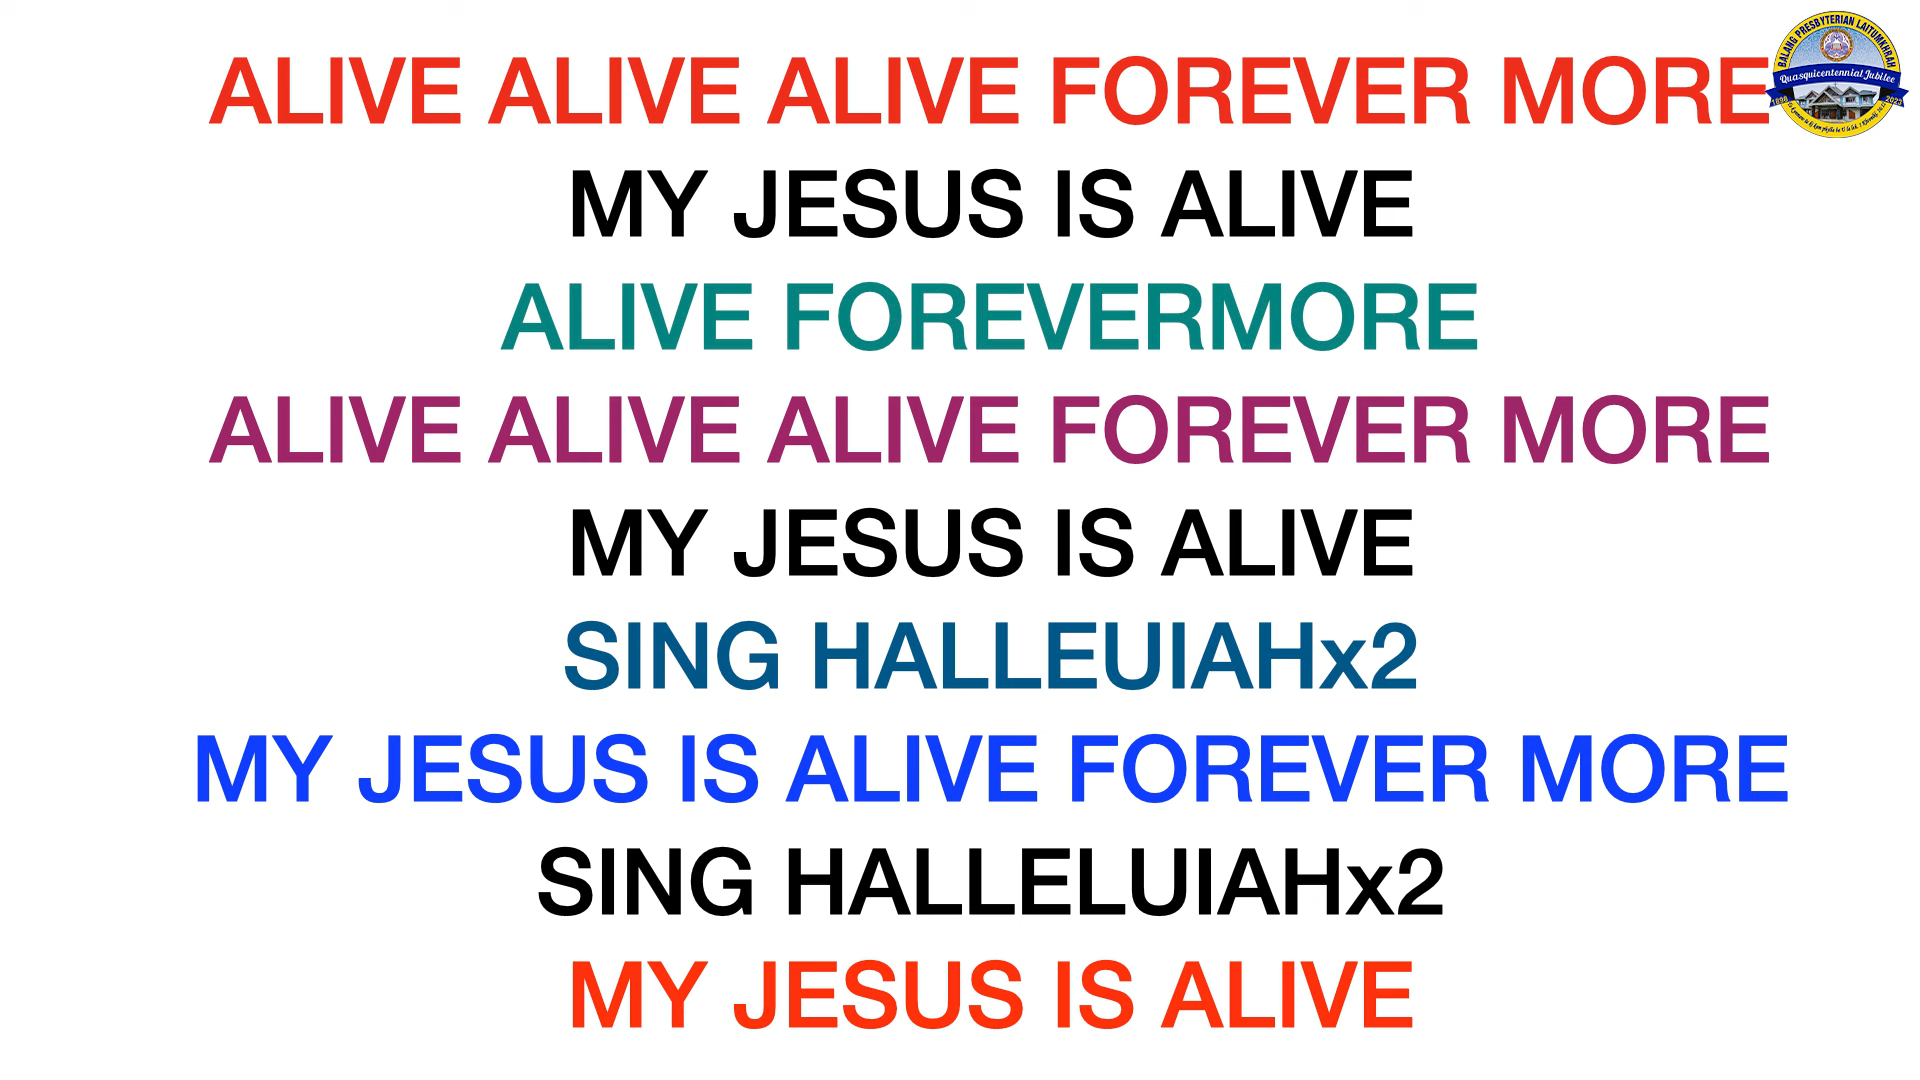 ALIVE ALIVE ALIVE FOREVER MORE
MY JESUS IS ALIVE
ALIVE FOREVERMORE
ALIVE ALIVE ALIVE FOREVER MORE
MY JESUS IS ALIVE
SING HALLEUIAHx2
MY JESUS IS ALIVE FOREVER MORE
SING HALLELUIAHx2
MY JESUS IS ALIVE
BALANG PRESBYTERIAN LAITUMKHRAH
Quasquicentennial Jubilee
1898 2023